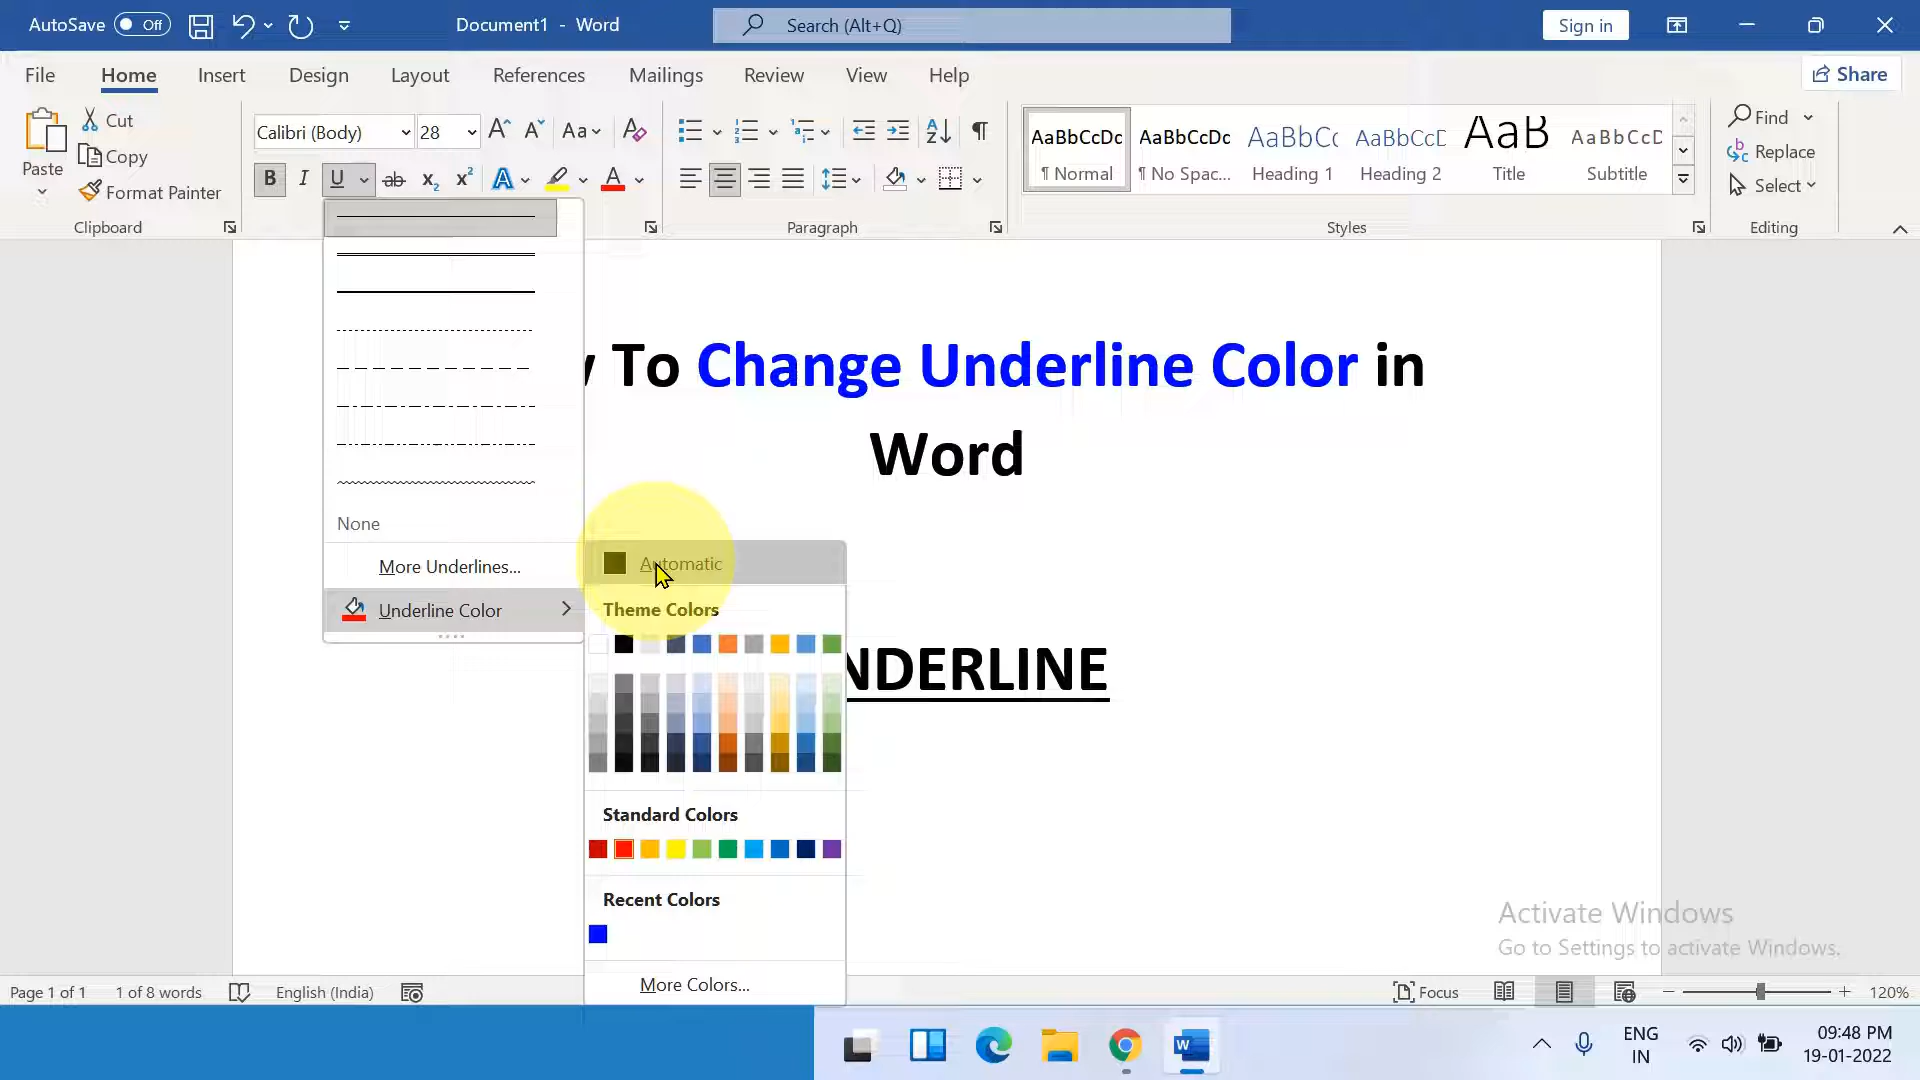 AutoSave Off Document1 - Word Search (Alt+Q) Sign in
File Home Insert Design Layout References Mailings Review View Help Share
Paste Cut Copy Format Painter
Clipboard
Calibri (Body) 28 Aa
B I U ab x₂ x² A A
Paragraph
AaBbCcDc AaBbCcDc AaBbCc AaBbCcD AaB AaBbCcD
¶ Normal ¶ No Spac... Heading 1 Heading 2 Title Subtitle
Styles
Find
Replace
Select
Editing
To Change Underline Color in
Word
NDERLINE
None
More Underlines...
Underline Color
Automatic
Theme Colors
Standard Colors
Recent Colors
More Colors...
Activate Windows
Go to Settings to activate Windows.
Page 1 of 1 1 of 8 words English (India) Focus 120%
ENG
IN
09:48 PM
19-01-2022